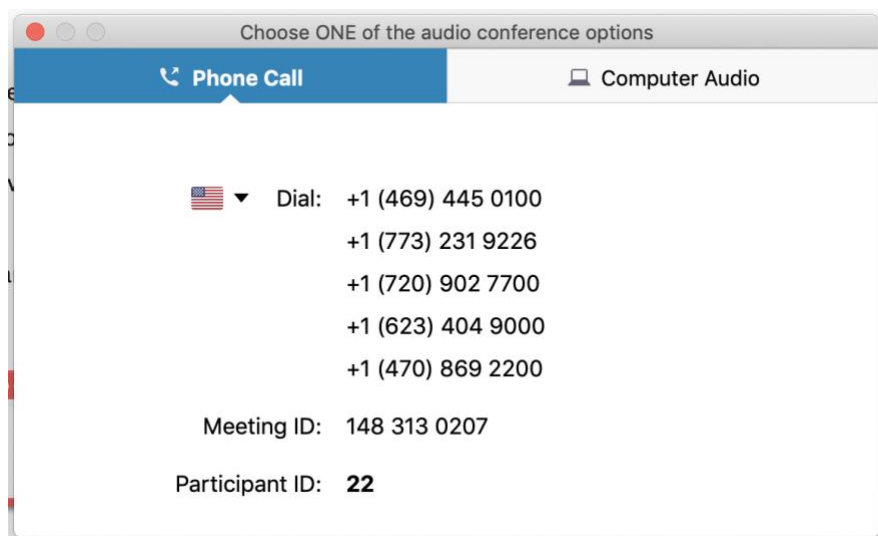 Choose ONE of the audio conference options
Phone Call
Computer Audio
Dial: +1 (469) 445 0100
+1 (773) 231 9226
+1 (720) 902 7700
+1 (623) 404 9000
+1 (470) 869 2200
Meeting ID: 148 313 0207
Participant ID: 22